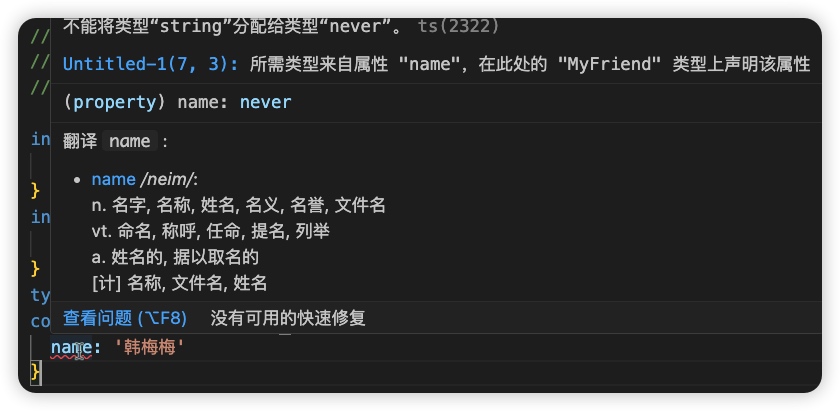 不能将类型“string”分配给类型“never”。 ts(2322)
//
Untitled-1(7, 3): 所需类型来自属性 "name"，在此处的 "MyFriend" 类型上声明该属性
//
//
(property) name: never
in
翻译 name :
• name /neim/:
}
n. 名字, 名称, 姓名, 名义, 名誉, 文件名
in
vt. 命名, 称呼, 任命, 提名, 列举
a. 姓名的, 据以取名的
}
[计] 名称, 文件名, 姓名
ty
co
查看问题 (⌥F8) 没有可用的快速修复
name: '韩梅梅'
}